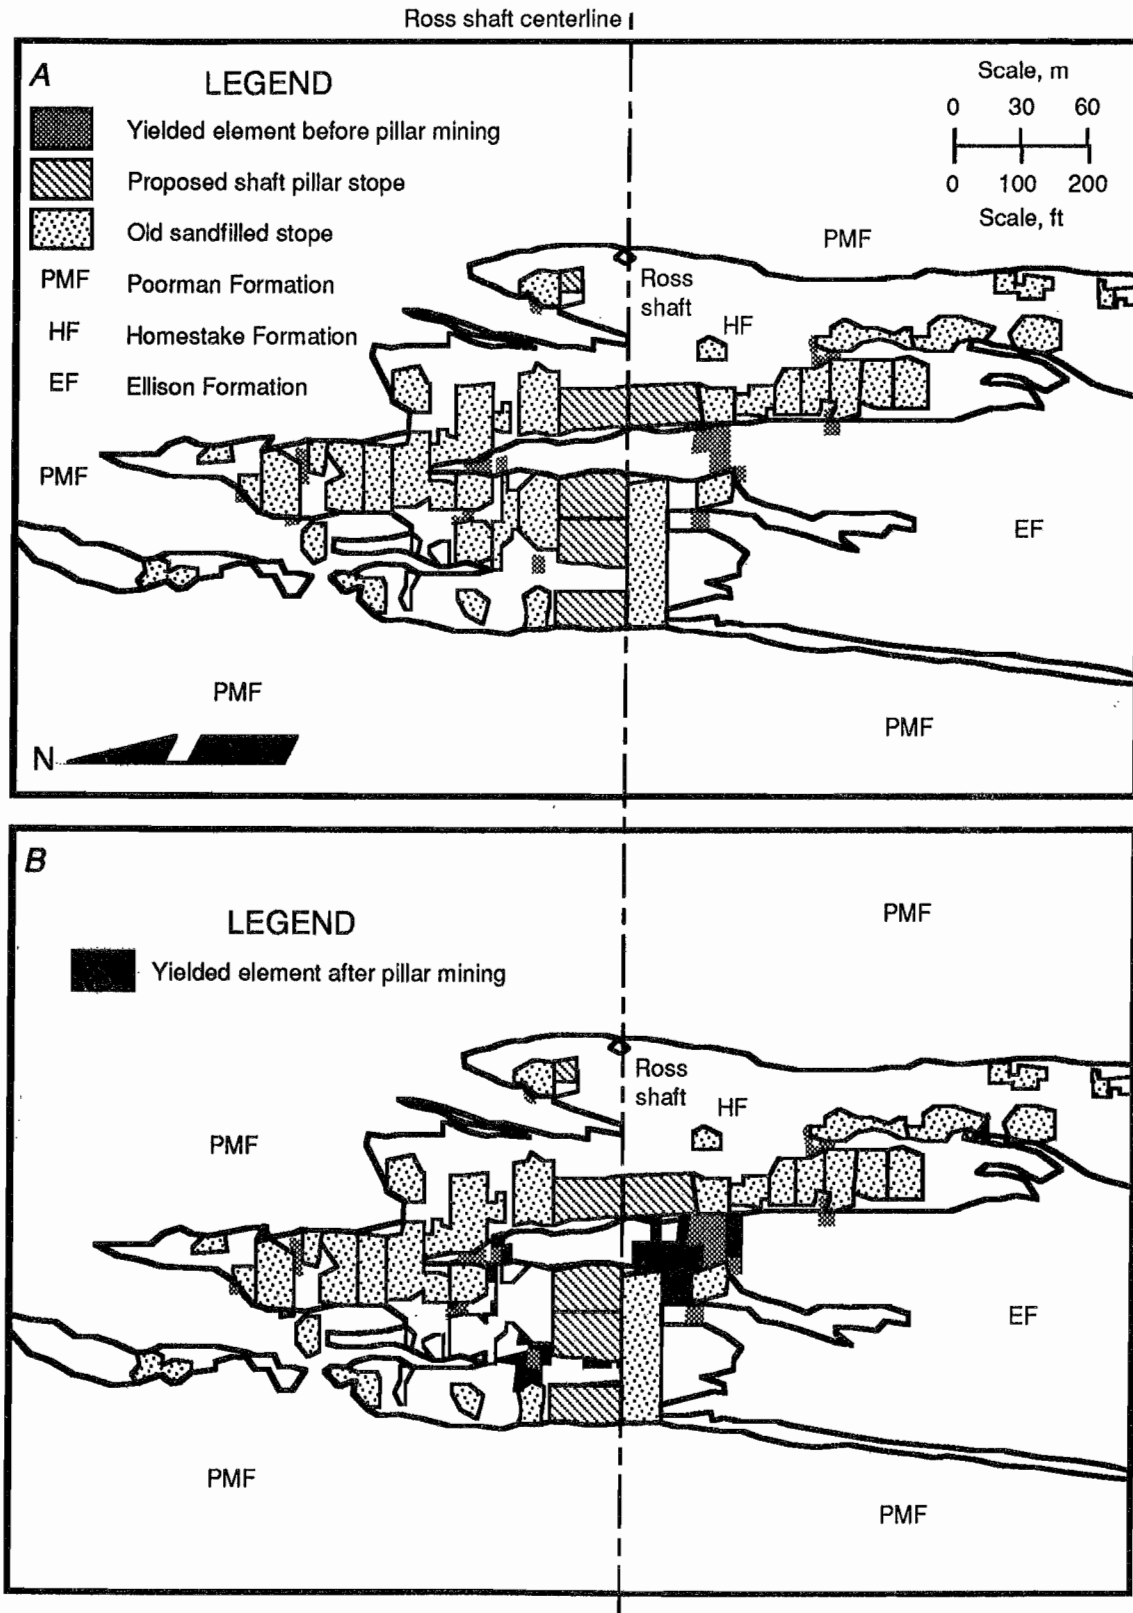 Ross shaft centerline
A
LEGEND
Yielded element before pillar mining
Proposed shaft pillar stope
Old sandfilled stope
PMF Poorman Formation
HF Homestake Formation
EF Ellison Formation
Scale, m
0 30 60
0 100 200
Scale, ft
PMF
Ross
shaft
HF
PMF
EF
PMF
PMF
N
B
LEGEND
Yielded element after pillar mining
PMF
Ross
shaft
HF
PMF
EF
PMF
PMF